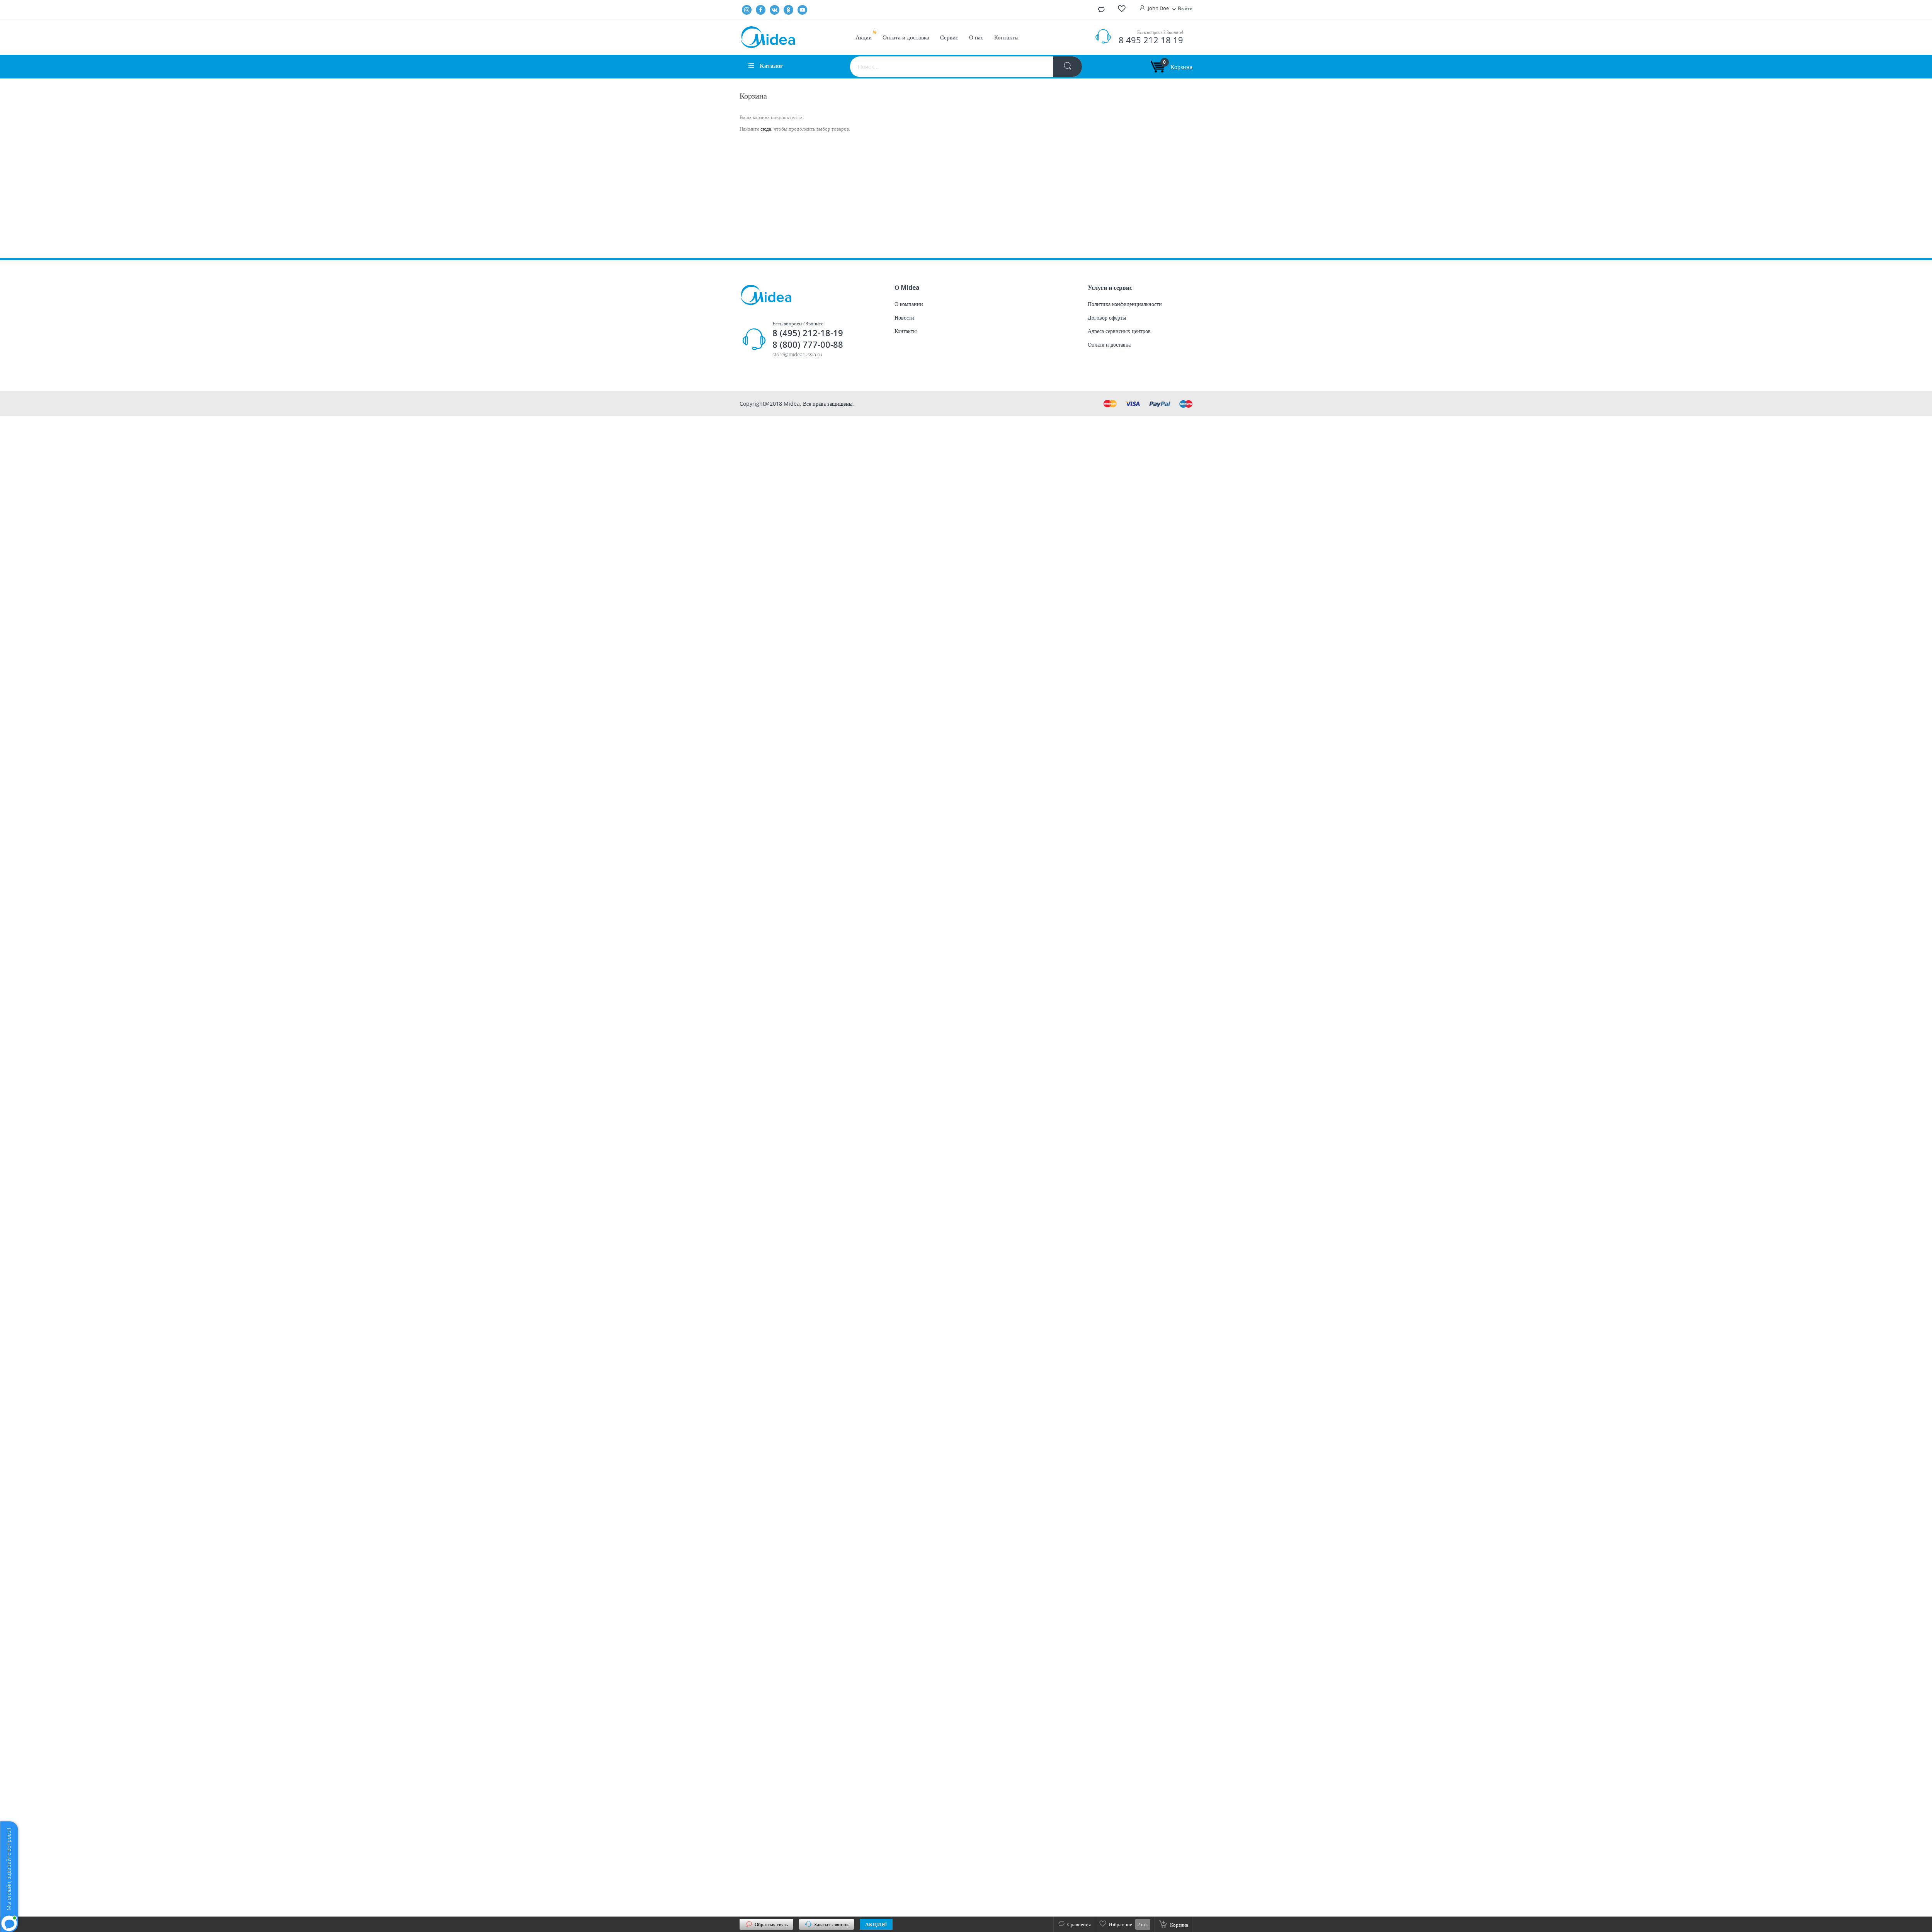 John Doe Выйти
Midea
Акции % Оплата и доставка Сервис О нас Контакты
Есть вопросы? Звоните!
8 495 212 18 19
Каталог
Поиск ...
0 Корзина
Корзина
Ваша корзина покупок пуста.
Нажмите сюда, чтобы продолжить выбор товаров.
Midea
Есть вопросы? Звоните!
8 (495) 212-18-19
8 (800) 777-00-88
store@midearussia.ru
О Midea
О компании
Новости
Контакты
Услуги и сервис
Политика конфиденциальности
Договор оферты
Адреса сервисных центров
Оплата и доставка
Copyright@2018 Midea. Все права защищены.
VISA PayPal
Мы онлайн, задавайте вопросы!
Обратная связь Заказать звонок АКЦИЯ!
Сравнения Избранное 2 шт. Корзина